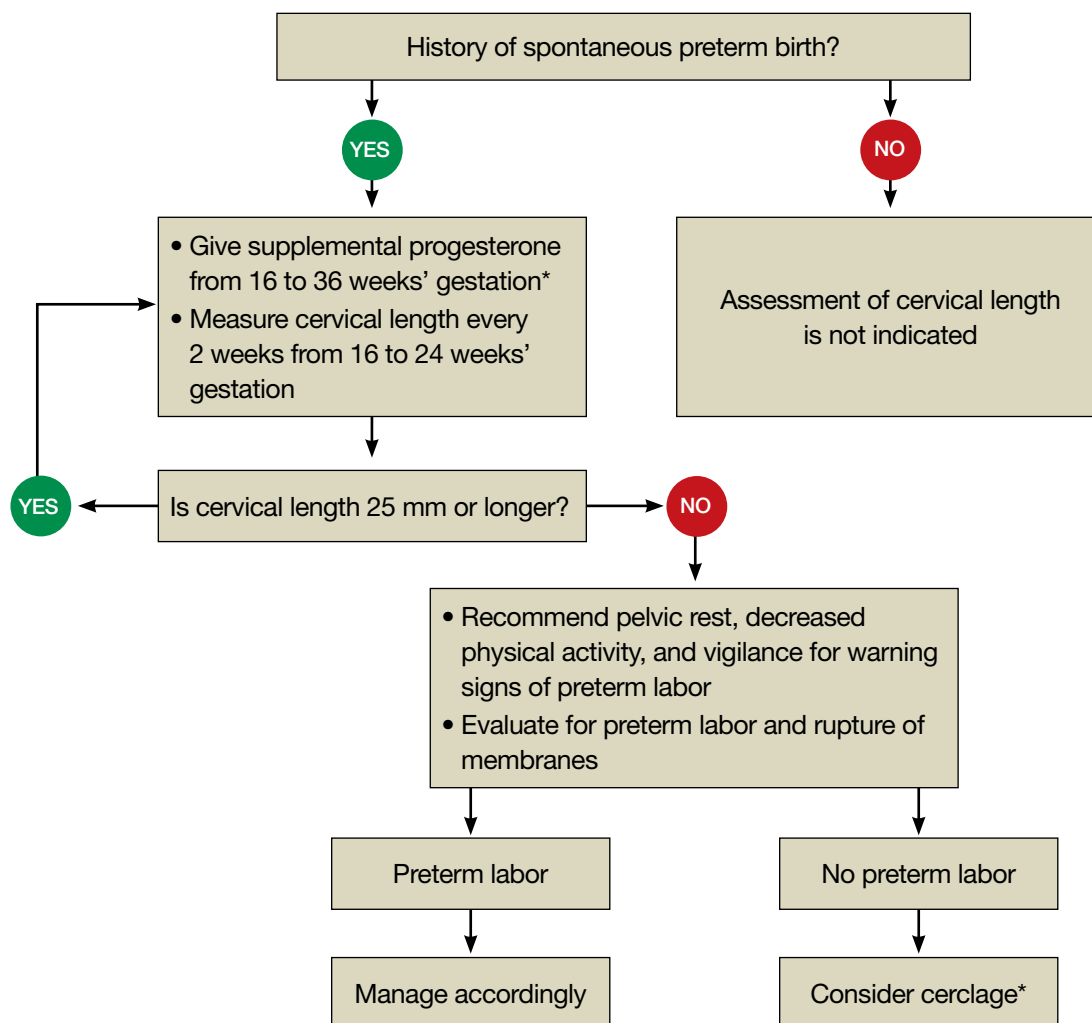 History of spontaneous preterm birth?
YES
NO
• Give supplemental progesterone
from 16 to 36 weeks’ gestation*
• Measure cervical length every
2 weeks from 16 to 24 weeks’
gestation
Assessment of cervical length
is not indicated
YES
Is cervical length 25 mm or longer?
NO
• Recommend pelvic rest, decreased
physical activity, and vigilance for warning
signs of preterm labor
• Evaluate for preterm labor and rupture of
membranes
Preterm labor
No preterm labor
Manage accordingly
Consider cerclage*